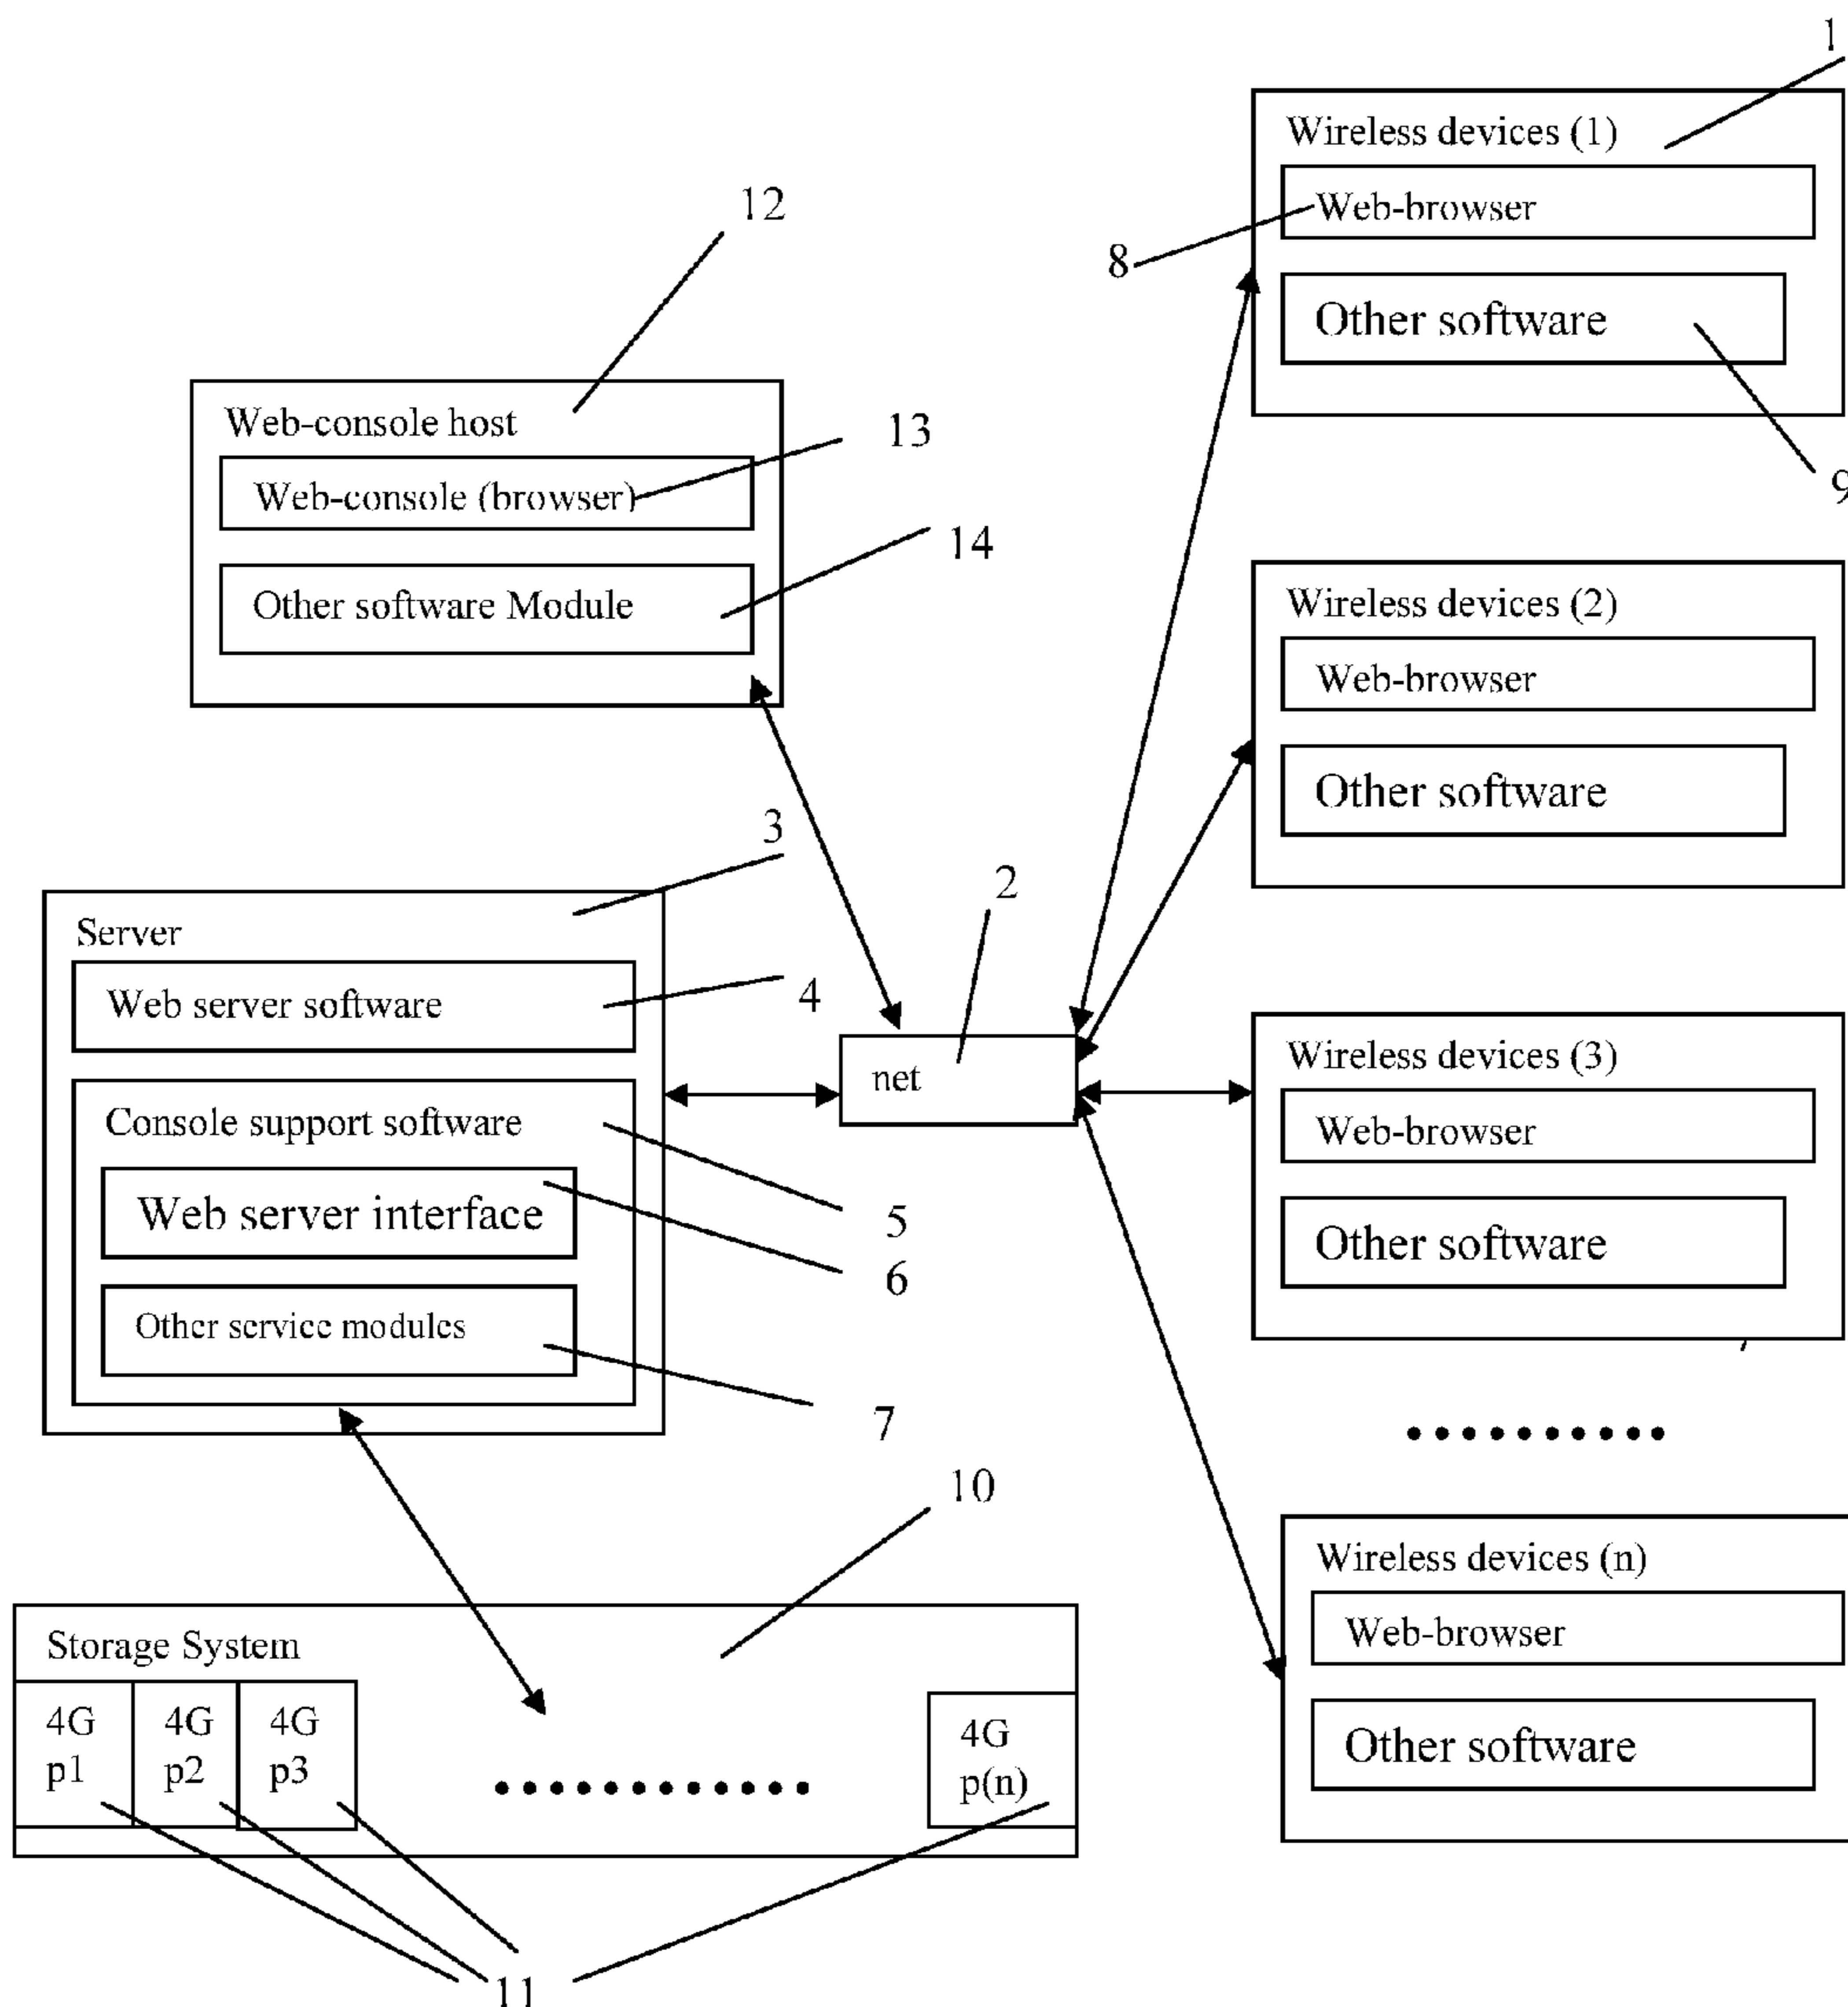 1
Wireless devices (1)
Web-browser
8
Other software
9
12
Web-console host
13
Web-console (browser)
14
Other software Module
Wireless devices (2)
Web-browser
Other software
3
Server
4
Web server software
2
net
Console support software
5
Web server interface
6
Other service modules
7
Wireless devices (3)
Web-browser
Other software
10
Storage System
4G
p1
4G
p2
4G
p3
4G
p(n)
11
Wireless devices (n)
Web-browser
Other software